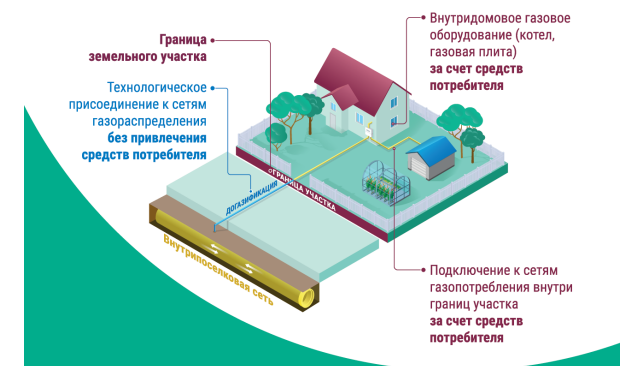 Граница
земельного участка
Технологическое
присоединение к сетям
газораспределения
без привлечения
средств потребителя
Внутридомовое газовое
оборудование (котел,
газовая плита)
за счет средств
потребителя
ГРАНИЦА УЧАСТКА
ДОГАЗИФИКАЦИЯ
Внутрипоселковая сеть
Подключение к сетям
газопотребления внутри
границ участка
за счет средств
потребителя